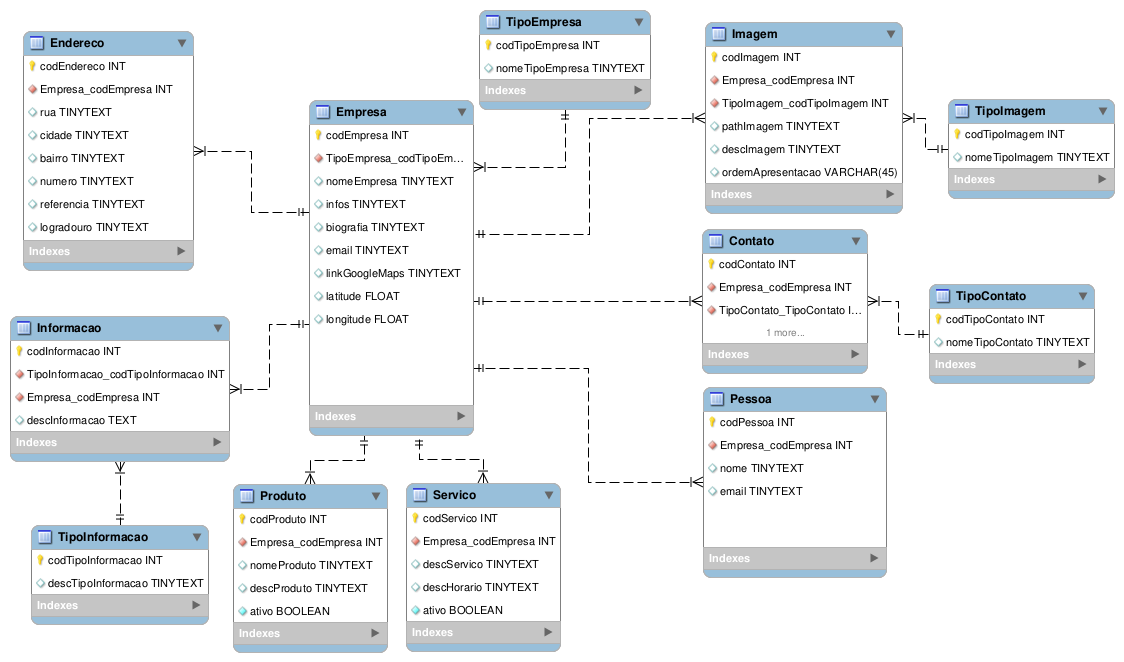 Endereco
codEndereco INT
Empresa_codEmpresa INT
rua TINYTEXT
cidade TINYTEXT
bairro TINYTEXT
numero TINYTEXT
referencia TINYTEXT
logradouro TINYTEXT
Indexes
Informacao
codInformacao INT
TipoInformacao_codTipoInformacao INT
Empresa_codEmpresa INT
descInformacao TEXT
Indexes
TipoInformacao
codTipoInformacao INT
descTipoInformacao TINYTEXT
Indexes
Empresa
codEmpresa INT
TipoEmpresa_codTipoEm...
nomeEmpresa TINYTEXT
infos TINYTEXT
biografia TINYTEXT
email TINYTEXT
linkGoogleMaps TINYTEXT
latitude FLOAT
longitude FLOAT
Indexes
Produto
codProduto INT
Empresa_codEmpresa INT
nomeProduto TINYTEXT
descProduto TINYTEXT
ativo BOOLEAN
Indexes
Servico
codServico INT
Empresa_codEmpresa INT
descServico TINYTEXT
descHorario TINYTEXT
ativo BOOLEAN
Indexes
TipoEmpresa
codTipoEmpresa INT
nomeTipoEmpresa TINYTEXT
Indexes
Imagem
codImagem INT
Empresa_codEmpresa INT
TipoImagem_codTipoImagem INT
pathImagem TINYTEXT
descImagem TINYTEXT
ordemApresentacao VARCHAR(45)
Indexes
TipoImagem
codTipoImagem INT
nomeTipoImagem TINYTEXT
Indexes
Contato
codContato INT
Empresa_codEmpresa INT
TipoContato_TipoContato I...
1 more...
Indexes
TipoContato
codTipoContato INT
nomeTipoContato TINYTEXT
Indexes
Pessoa
codPessoa INT
Empresa_codEmpresa INT
nome TINYTEXT
email TINYTEXT
Indexes